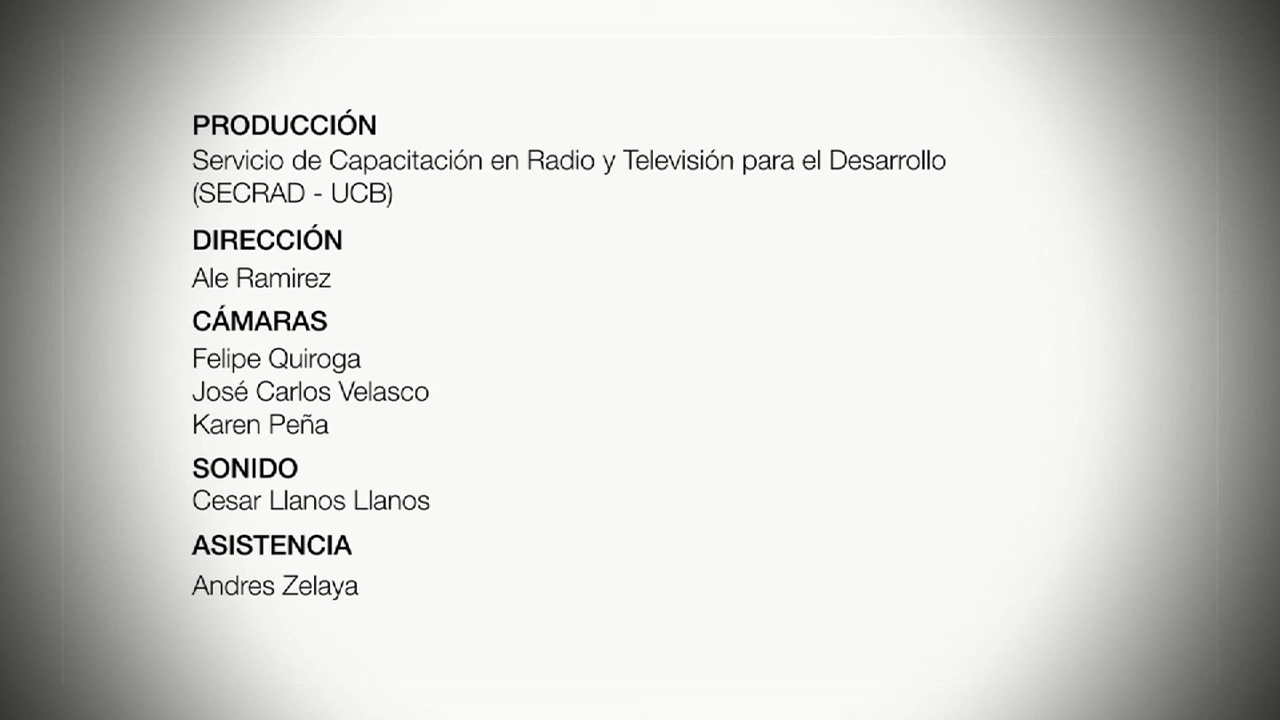 PRODUCCIÓN
Servicio de Capacitación en Radio y Televisión para el Desarrollo
(SECRAD - UCB)
DIRECCIÓN
Ale Ramirez
CÁMARAS
Felipe Quiroga
José Carlos Velasco
Karen Peña
SONIDO
Cesar Llanos Llanos
ASISTENCIA
Andres Zelaya